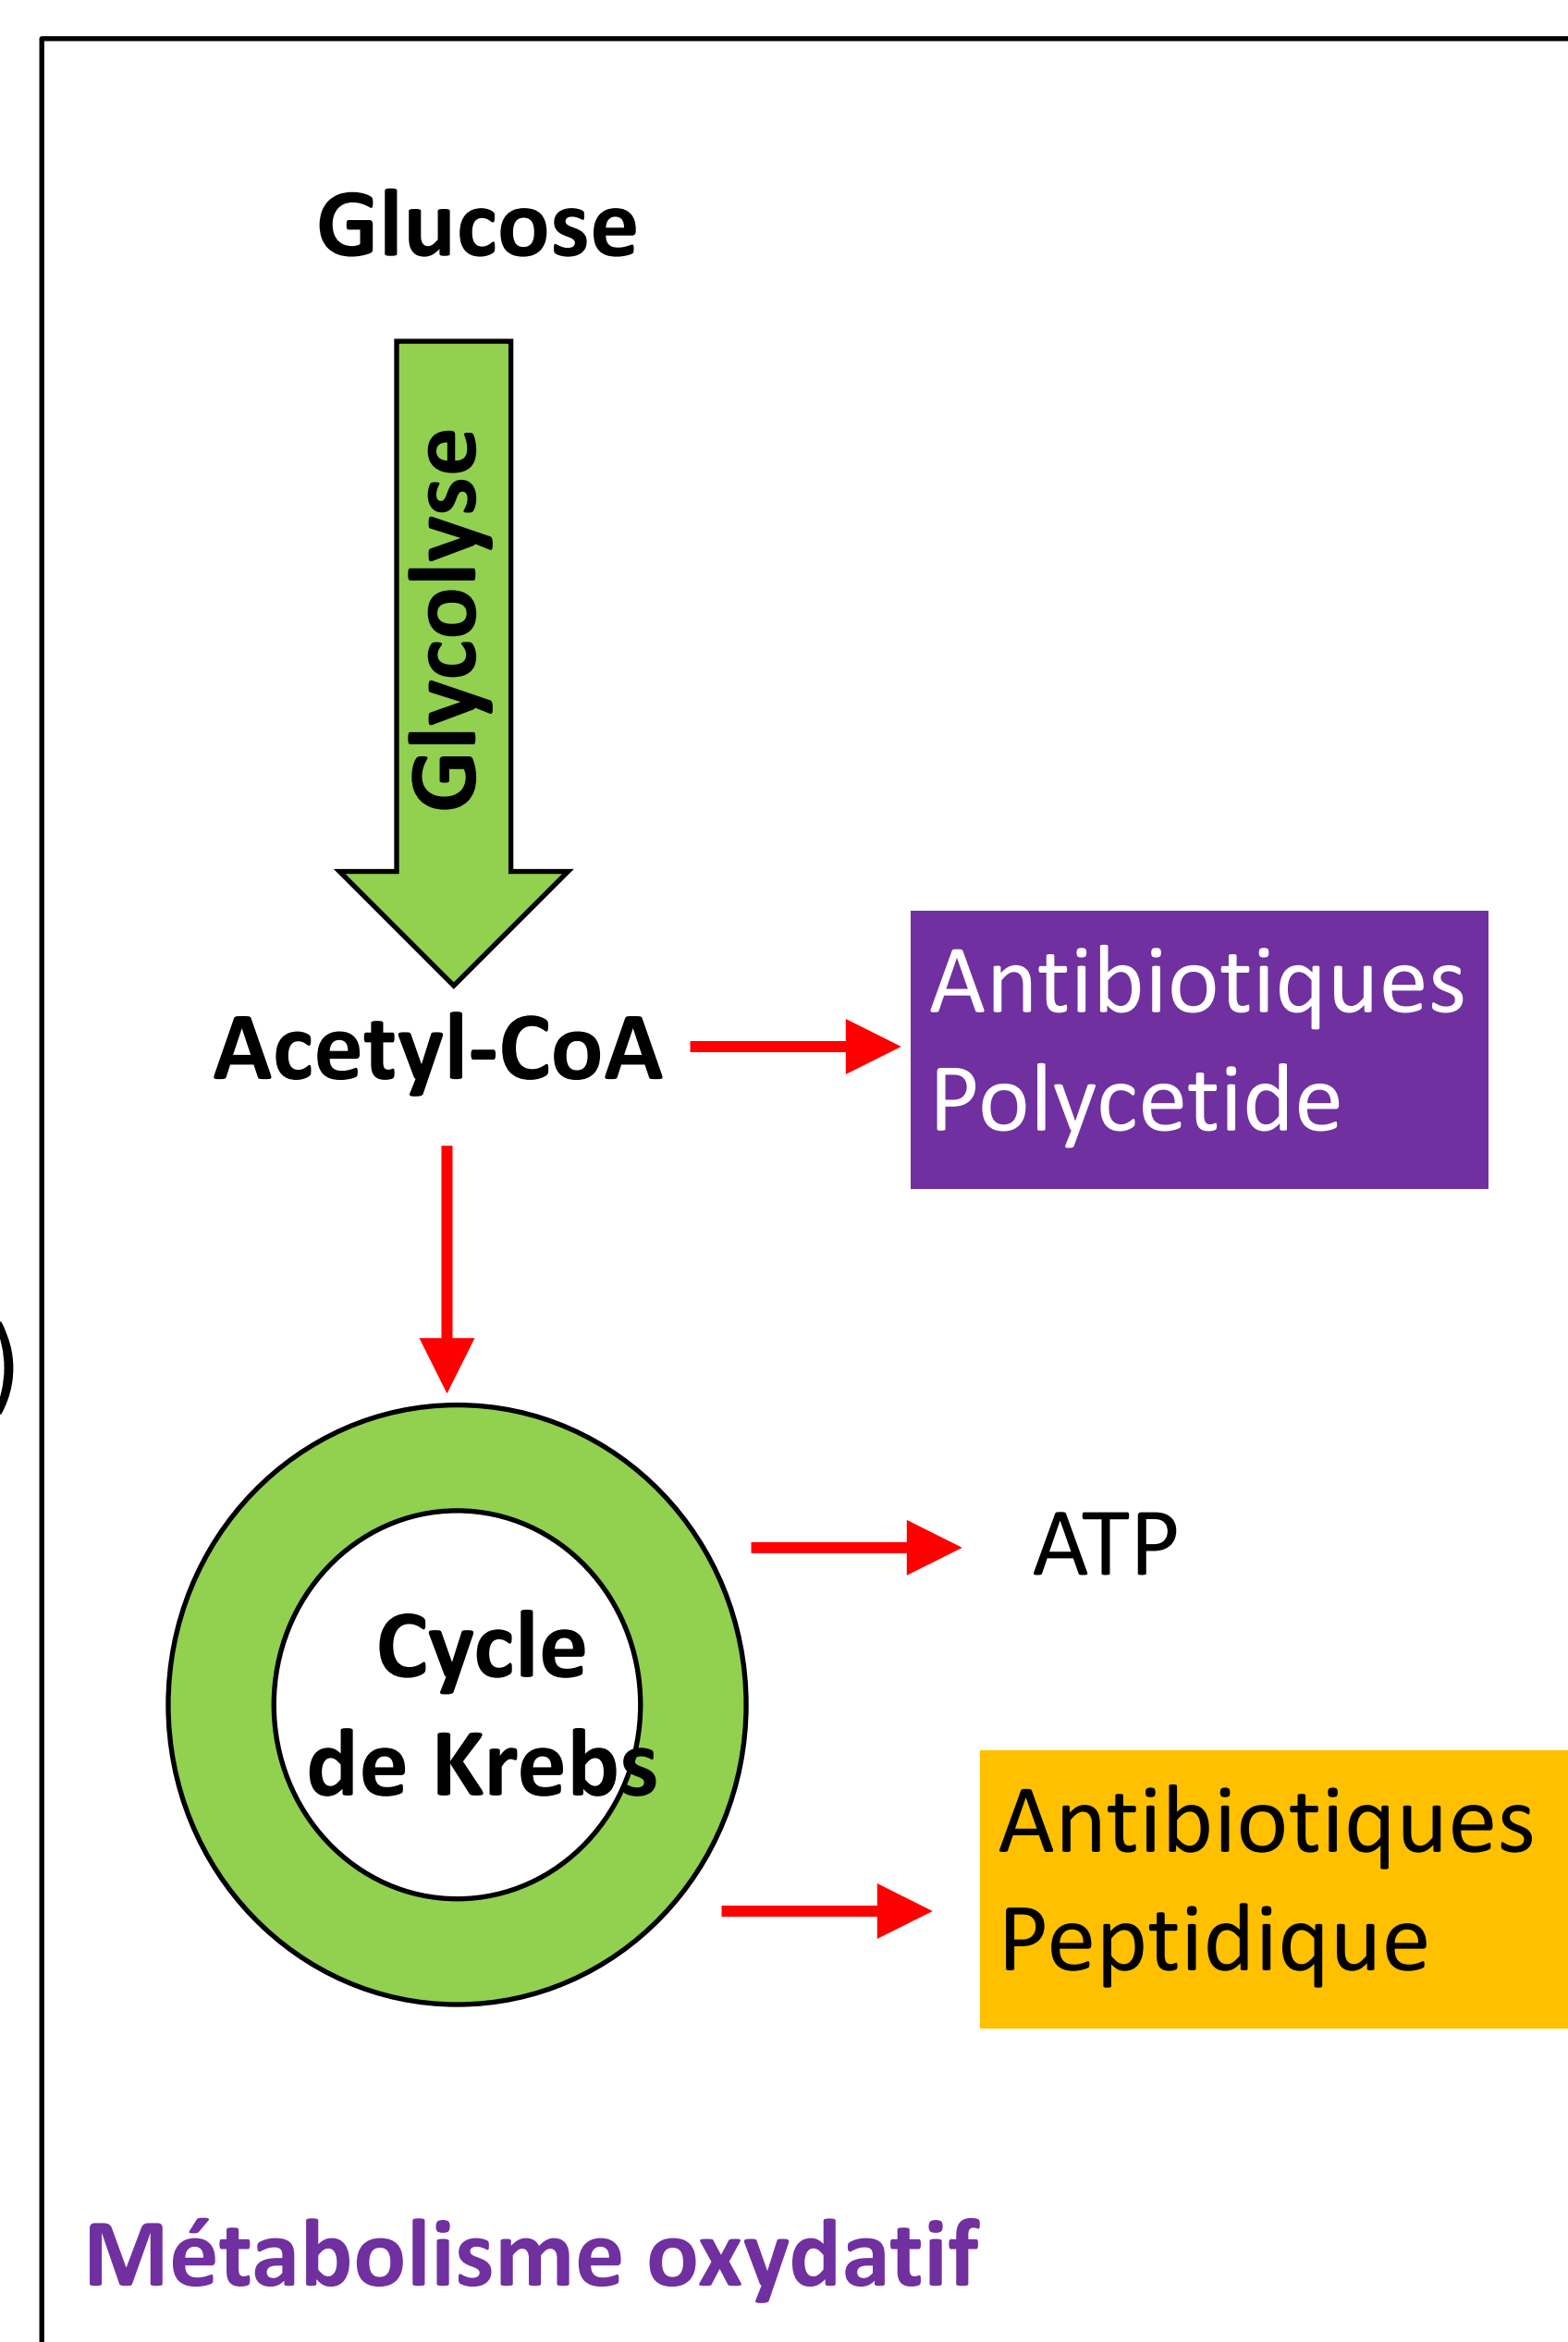 Glucose
Glycolyse
Acetyl-CoA
Antibiotiques
Polycetide
)
ATP
Cycle
de Krebs
Antibiotiques
Peptidique
Métabolisme oxydatif